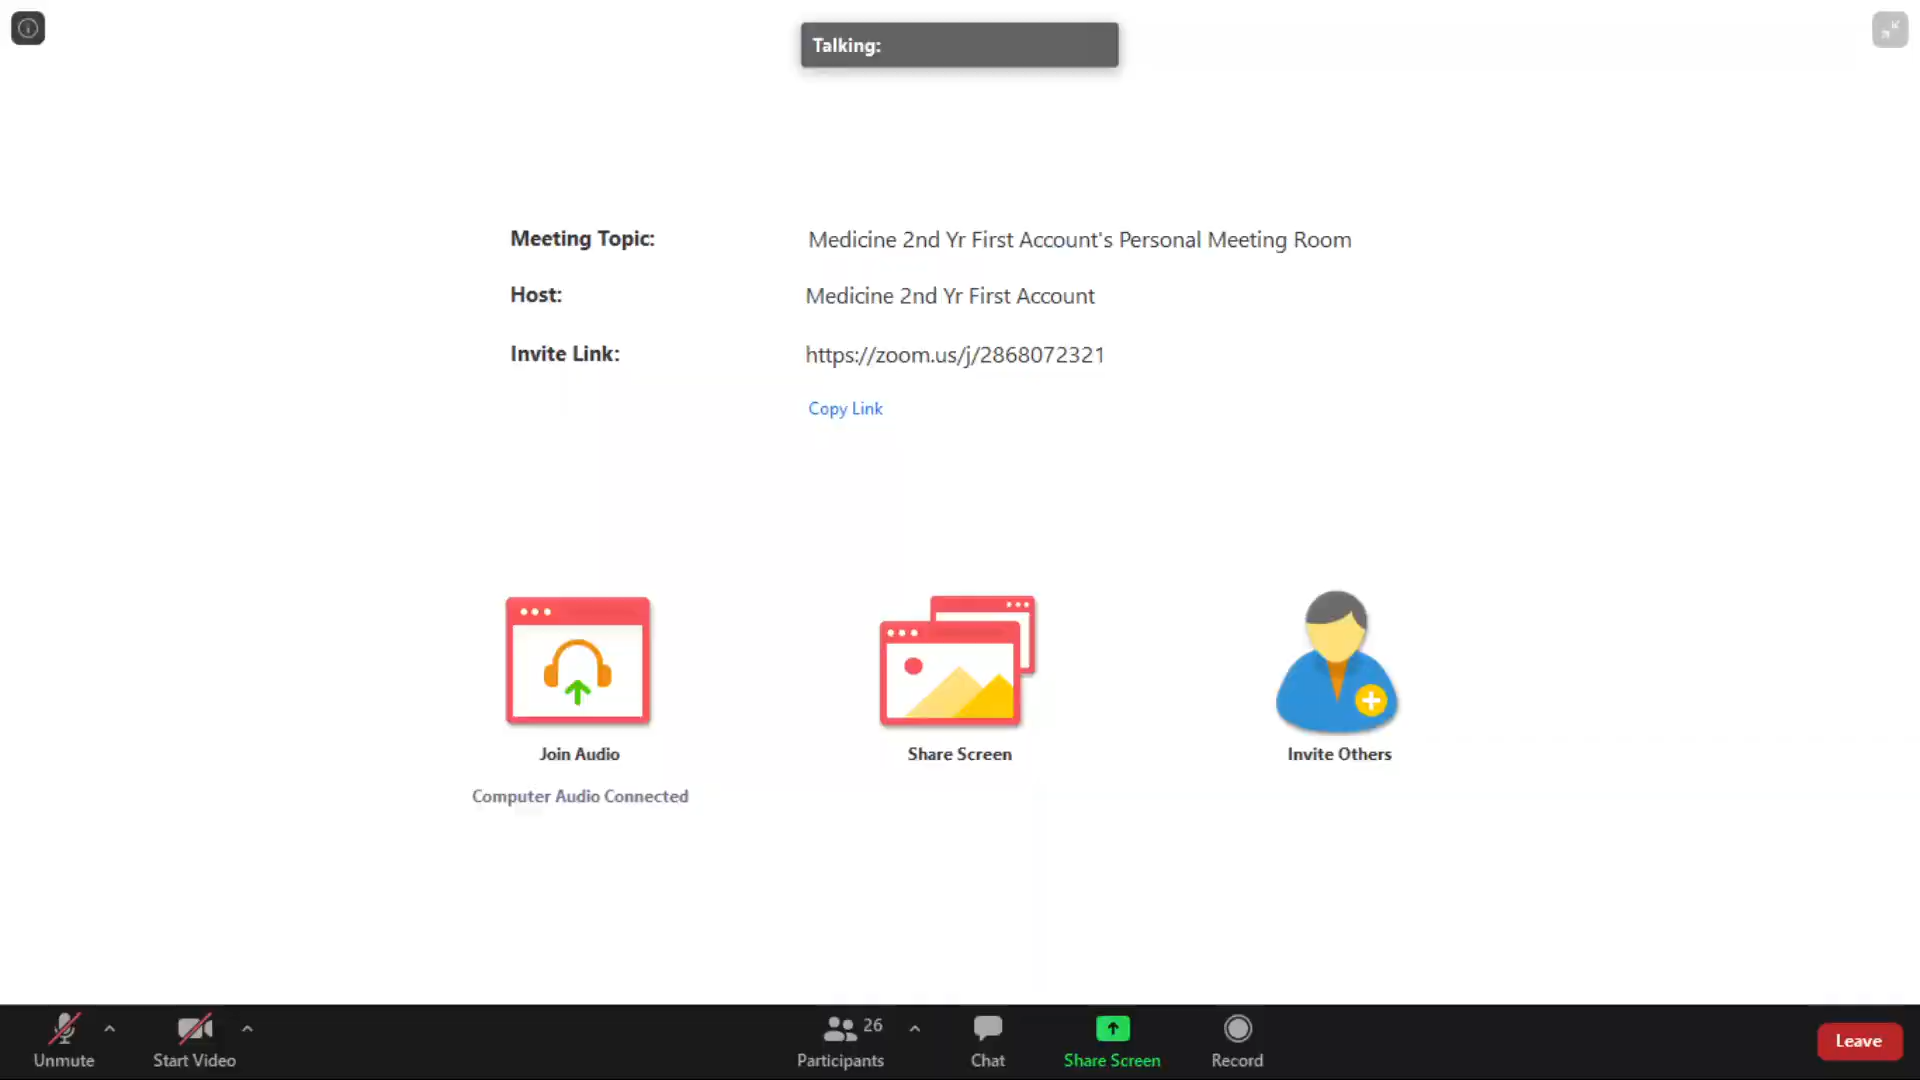 Talking:
Meeting Topic: Medicine 2nd Yr First Account's Personal Meeting Room
Host: Medicine 2nd Yr First Account
Invite Link: https://zoom.us/j/2868072321
Copy Link
Join Audio Share Screen Invite Others
Computer Audio Connected
26
Unmute Start Video Participants Chat Share Screen Record Leave